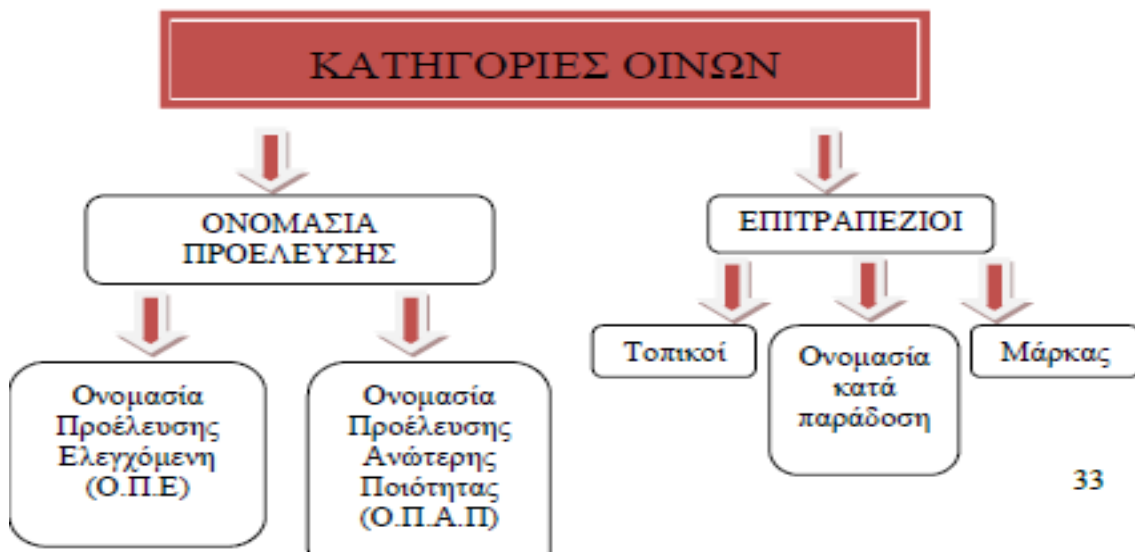 ΚΑΤΗΓΟΡΙΕΣ ΟΙΝΩΝ
ΟΝΟΜΑΣΙΑ
ΠΡΟΕΛΕΥΣΗΣ
ΕΠΙΤΡΑΠΕΖΙΟΙ
Ονομασία
Προέλευσης
Ελεγχόμενη
(Ο.Π.Ε)
Ονομασία
Προέλευσης
Ανώτερης
Ποιότητας
(Ο.Π.Α.Π)
Τοπικοί
Ονομασία
κατά
παράδοση
Μάρκας
33